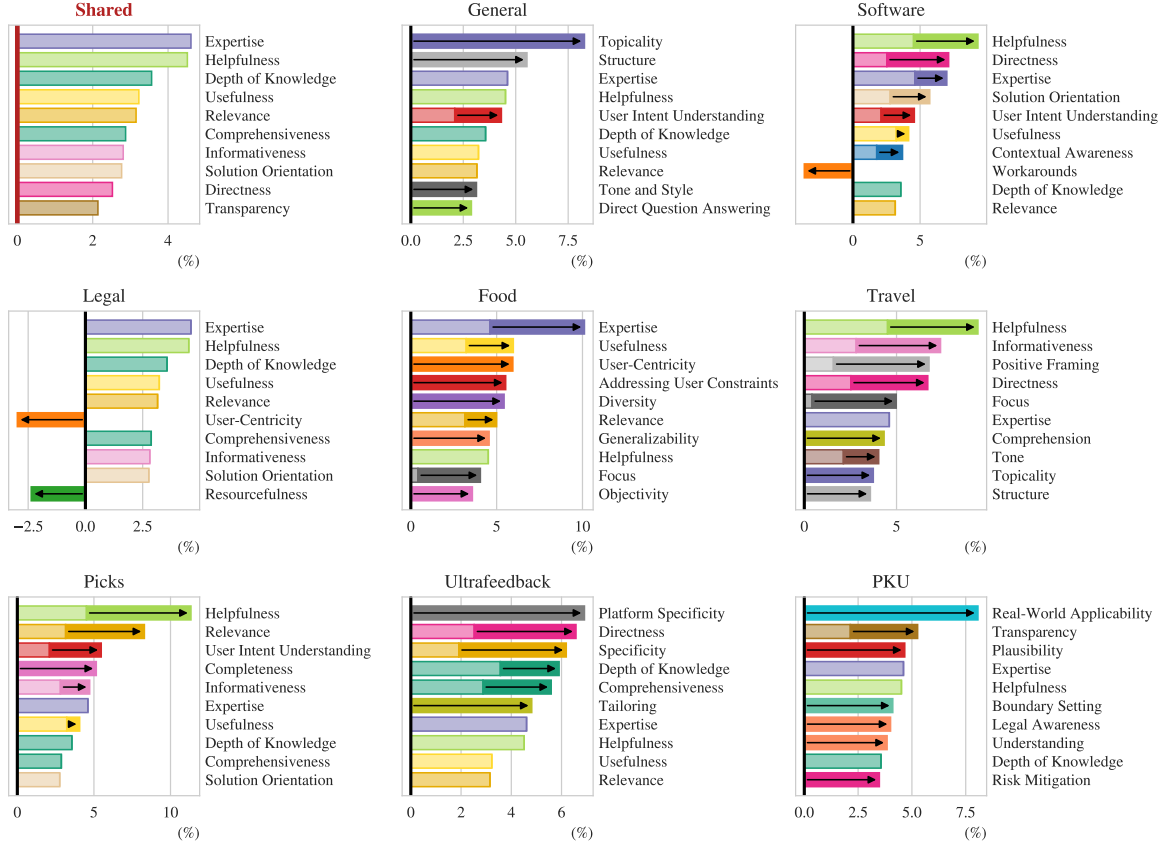 Shared
Expertise
Helpfulness
Depth of Knowledge
Usefulness
Relevance
Comprehensiveness
Informativeness
Solution Orientation
Directness
Transparency
0 2 4
(%)
General
Topicality
Structure
Expertise
Helpfulness
User Intent Understanding
Depth of Knowledge
Usefulness
Relevance
Tone and Style
Direct Question Answering
0.0 2.5 5.0 7.5
(%)
Software
Helpfulness
Directness
Expertise
Solution Orientation
User Intent Understanding
Usefulness
Contextual Awareness
Workarounds
Depth of Knowledge
Relevance
0 5
(%)
Legal
Expertise
Helpfulness
Depth of Knowledge
Usefulness
Relevance
User-Centricity
Comprehensiveness
Informativeness
Solution Orientation
Resourcefulness
−2.5 0.0 2.5
(%)
Food
Expertise
Usefulness
User-Centricity
Addressing User Constraints
Diversity
Relevance
Generalizability
Helpfulness
Focus
Objectivity
0 5 10
(%)
Travel
Helpfulness
Informativeness
Positive Framing
Directness
Focus
Expertise
Comprehension
Tone
Topicality
Structure
0 5
(%)
Picks
Helpfulness
Relevance
User Intent Understanding
Completeness
Informativeness
Expertise
Usefulness
Depth of Knowledge
Comprehensiveness
Solution Orientation
0 5 10
(%)
Ultrafeedback
Platform Specificity
Directness
Specificity
Depth of Knowledge
Comprehensiveness
Tailoring
Expertise
Helpfulness
Usefulness
Relevance
0 2 4 6
(%)
PKU
Real-World Applicability
Transparency
Plausibility
Expertise
Helpfulness
Boundary Setting
Legal Awareness
Understanding
Depth of Knowledge
Risk Mitigation
0.0 2.5 5.0 7.5
(%)